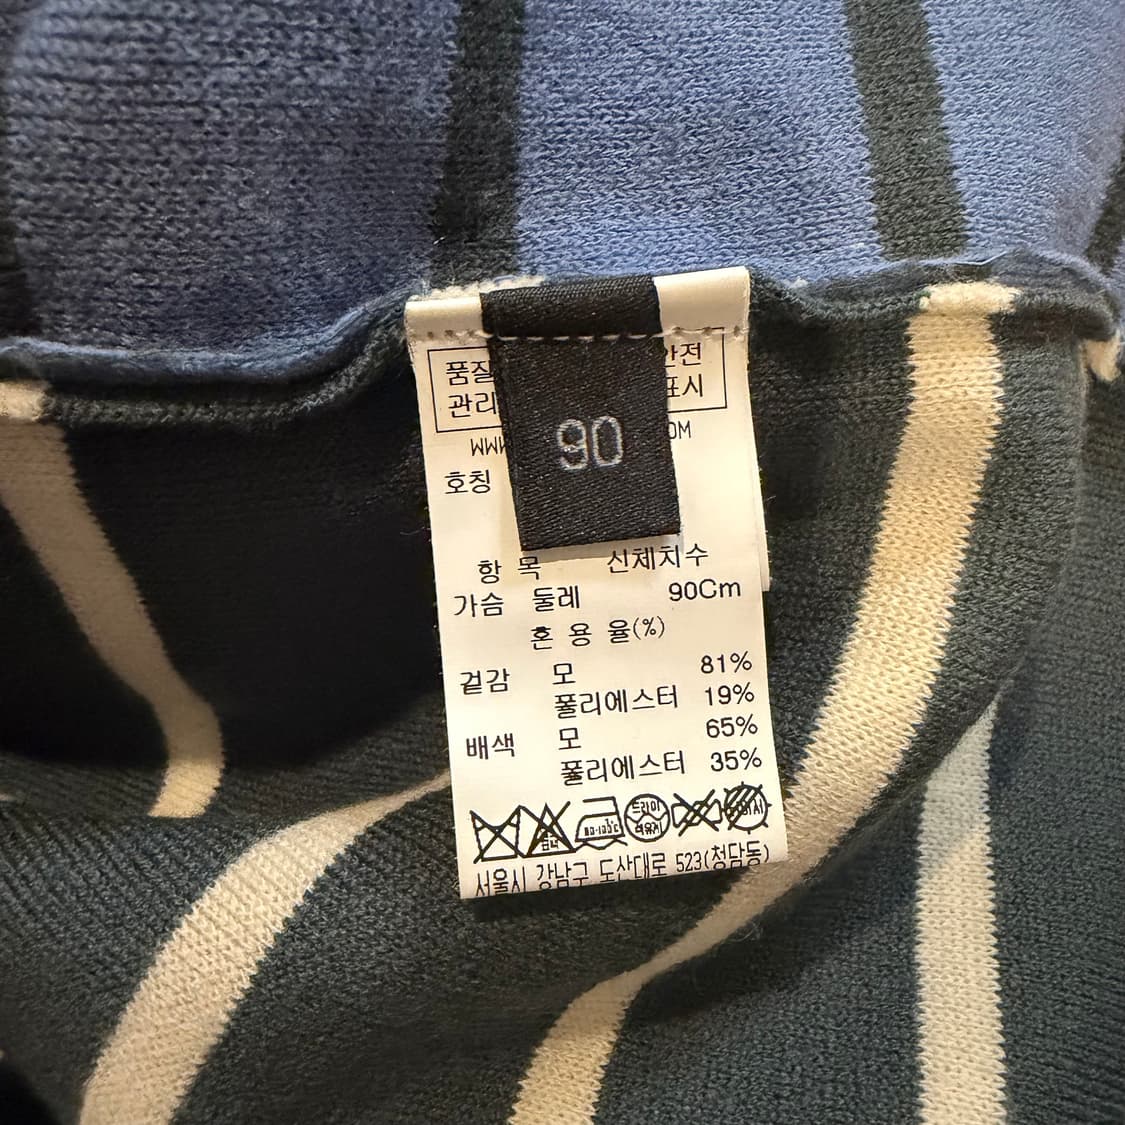 품질
안전
관리
표시
WWW
OM
90
호칭
항 목 신체치수
가슴 둘레 90Cm
혼 용 율(%)
겉감 모 81%
폴리에스터 19%
배색 모 65%
폴리에스터 35%
드라이
서울시 강남구 도산대로 523(청담동)